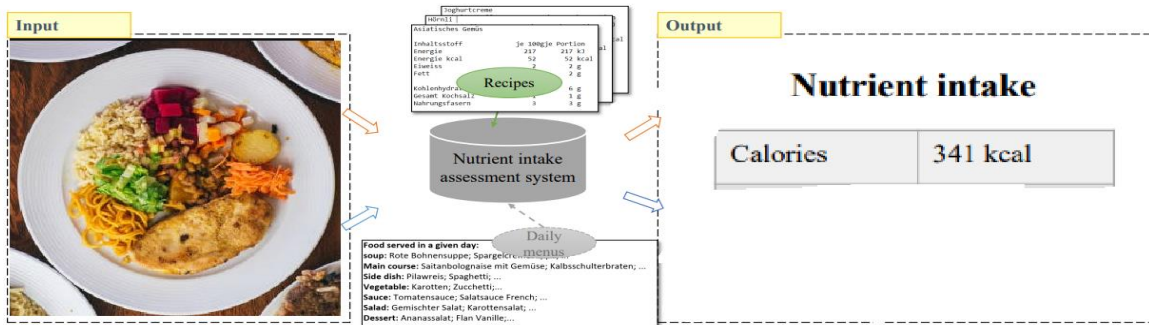 Input
Joghurtcreme
Hörnli
Asiatisches Gemüs
Inhaltsstoff je 100gje Portion
Energie 217 217 kJ
Energie kcal 52 52 kcal
Eiweiss 2 2 g
Fett 2 g
Kohlenhydra 6 g
Gesamt Kochsalz 1 g
Nahrungsfasern 3 3 g
Recipes
Nutrient intake
assessment system
Daily
menus
Food served in a given day:
soup: Rote Bohnensuppe; Spargelcre
Main course: Saitanbolognaise mit Gemüse; Kalbsschulterbraten; ...
Side dish: Pilawreis; Spaghetti; ...
Vegetable: Karotten; Zucchetti;...
Sauce: Tomatensauce; Salatsauce French; ...
Salad: Gemischter Salat; Karottensalat; ...
Dessert: Ananassalat; Flan Vanille;...
Output
Nutrient intake
Calories 341 kcal